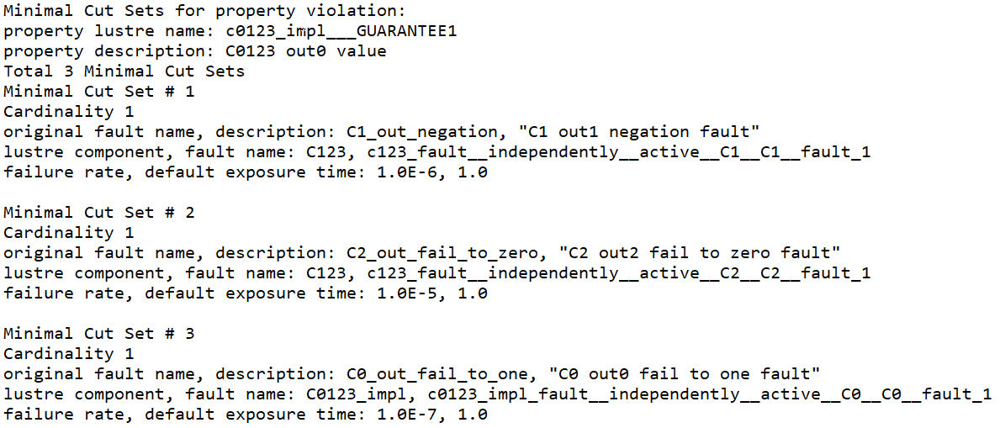 Minimal Cut Sets for property violation:
property lustre name: c0123_impl___GUARANTEE1
property description: C0123 out0 value
Total 3 Minimal Cut Sets
Minimal Cut Set # 1
Cardinality 1
original fault name, description: C1_out_negation, "C1 out1 negation fault"
lustre component, fault name: C123, c123_fault__independently__active__C1__C1__fault_1
failure rate, default exposure time: 1.0E-6, 1.0
Minimal Cut Set # 2
Cardinality 1
original fault name, description: C2_out_fail_to_zero, "C2 out2 fail to zero fault"
lustre component, fault name: C123, c123_fault__independently__active__C2__C2__fault_1
failure rate, default exposure time: 1.0E-5, 1.0
Minimal Cut Set # 3
Cardinality 1
original fault name, description: C0_out_fail_to_one, "C0 out0 fail to one fault"
lustre component, fault name: C0123_impl, c0123_impl_fault__independently__active__C0__C0__fault_1
failure rate, default exposure time: 1.0E-7, 1.0